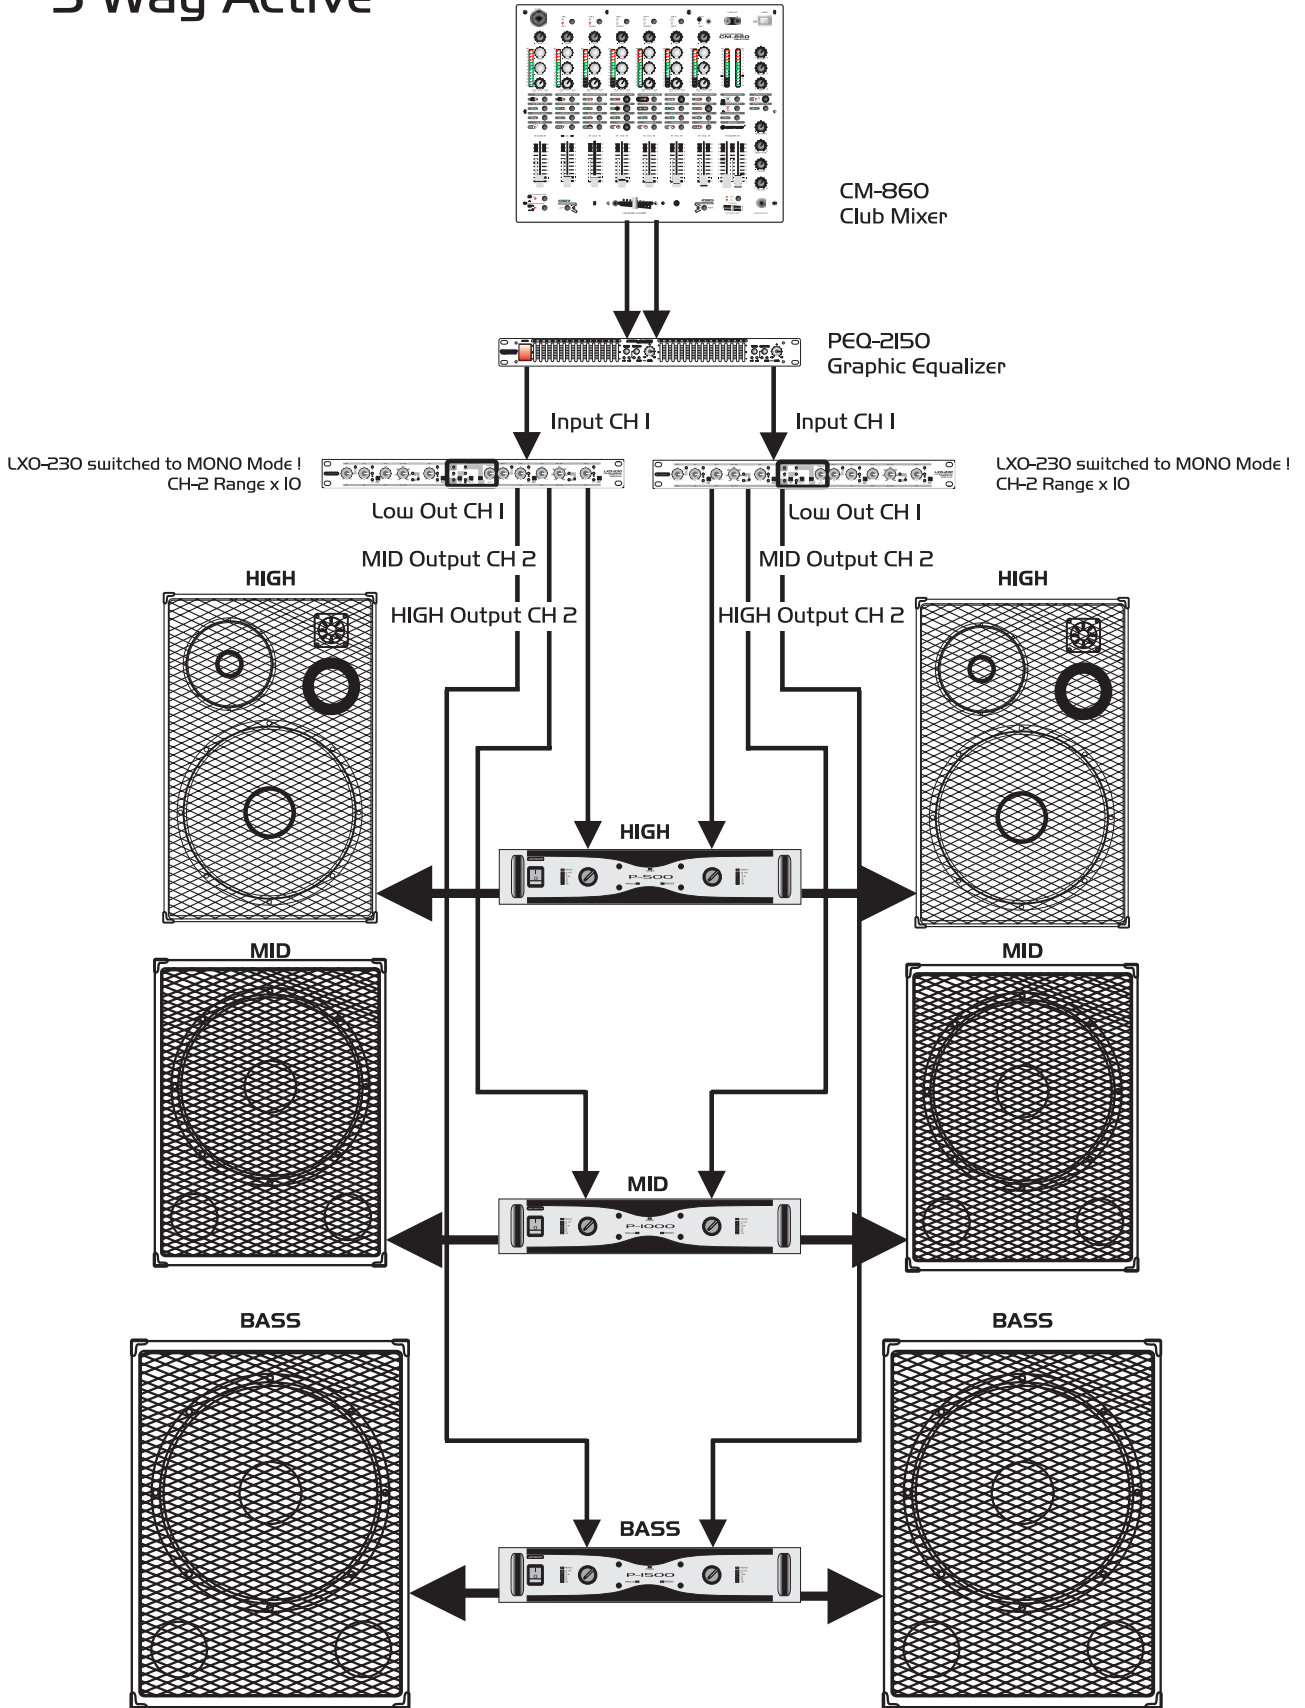 3 Way Active
CM-860
CM-860
Club Mixer
PEQ-2150
Graphic Equalizer
Input CH 1
Input CH 1
LXO-230 switched to MONO Mode !
CH-2 Range x 10
LXO-230 switched to MONO Mode !
CH-2 Range x 10
Low Out CH 1
Low Out CH 1
MID Output CH 2
MID Output CH 2
HIGH
HIGH
HIGH Output CH 2
HIGH Output CH 2
HIGH
P-500
MID
MID
MID
P-1000
BASS
BASS
BASS
P-1500